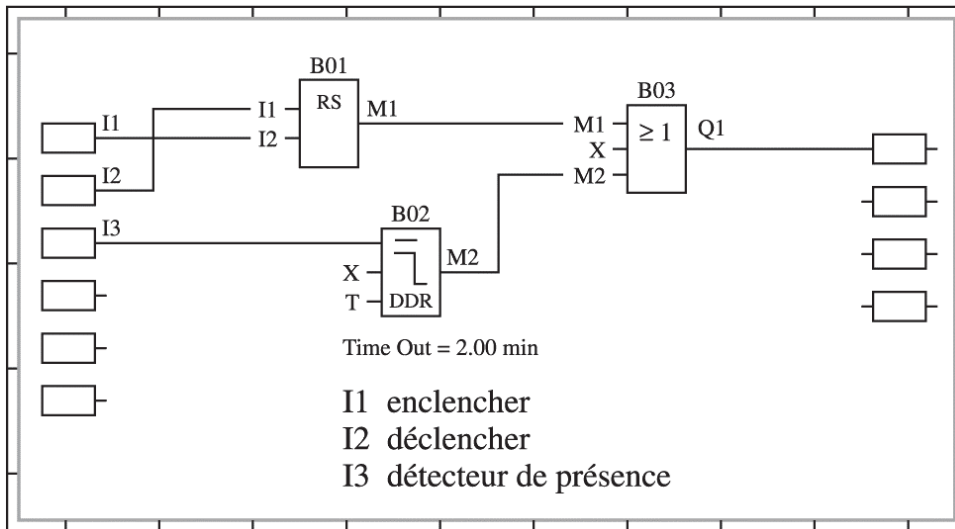 B01
RS
I1
I2
M1
B03
≥ 1
M1
X
M2
Q1
I1
I2
I3
B02
X
T
DDR
M2
Time Out = 2.00 min
I1 enclencher
I2 déclencher
I3 détecteur de présence